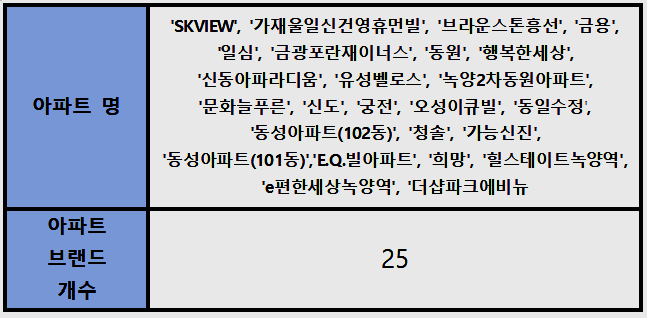 아파트 명
'SKVIEW', '가재울일신건영휴먼빌', '브라운스톤흥선', '금용',
'일심', '금광포란재이너스', '동원', '행복한세상',
'신동아파라디움', '유성벨로스', '녹양2차동원아파트',
'문화늘푸른', '신도', '궁전', '오성이큐빌', '동일수정',
'동성아파트(102동)', '청솔', '가능신진',
'동성아파트(101동)','E.Q.빌아파트', '희망', '힐스테이트녹양역',
'e편한세상녹양역', '더샵파크에비뉴
아파트
브랜드
개수
25